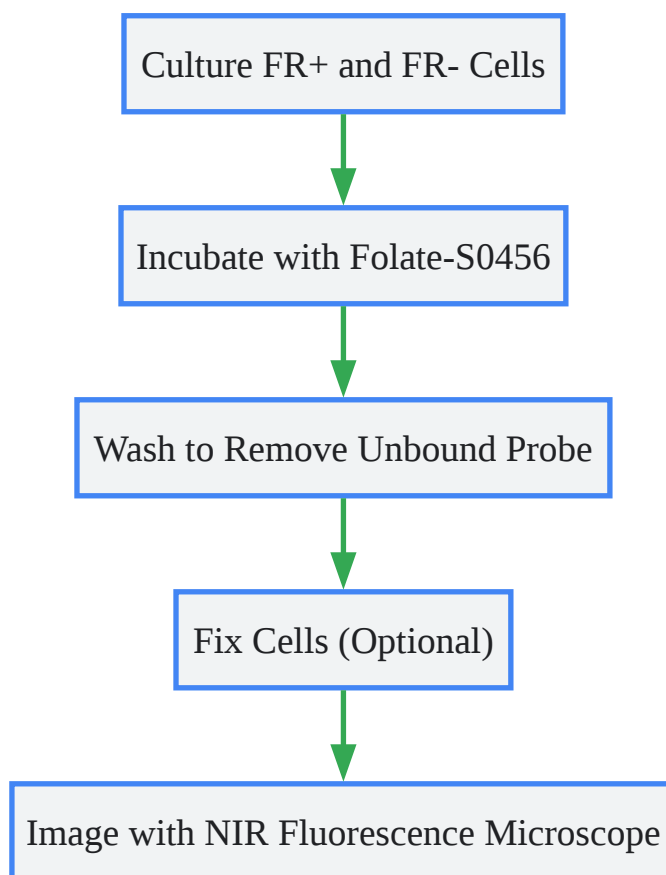 Culture FR+ and FR- Cells
Incubate with Folate-S0456
Wash to Remove Unbound Probe
Fix Cells (Optional)
Image with NIR Fluorescence Microscope